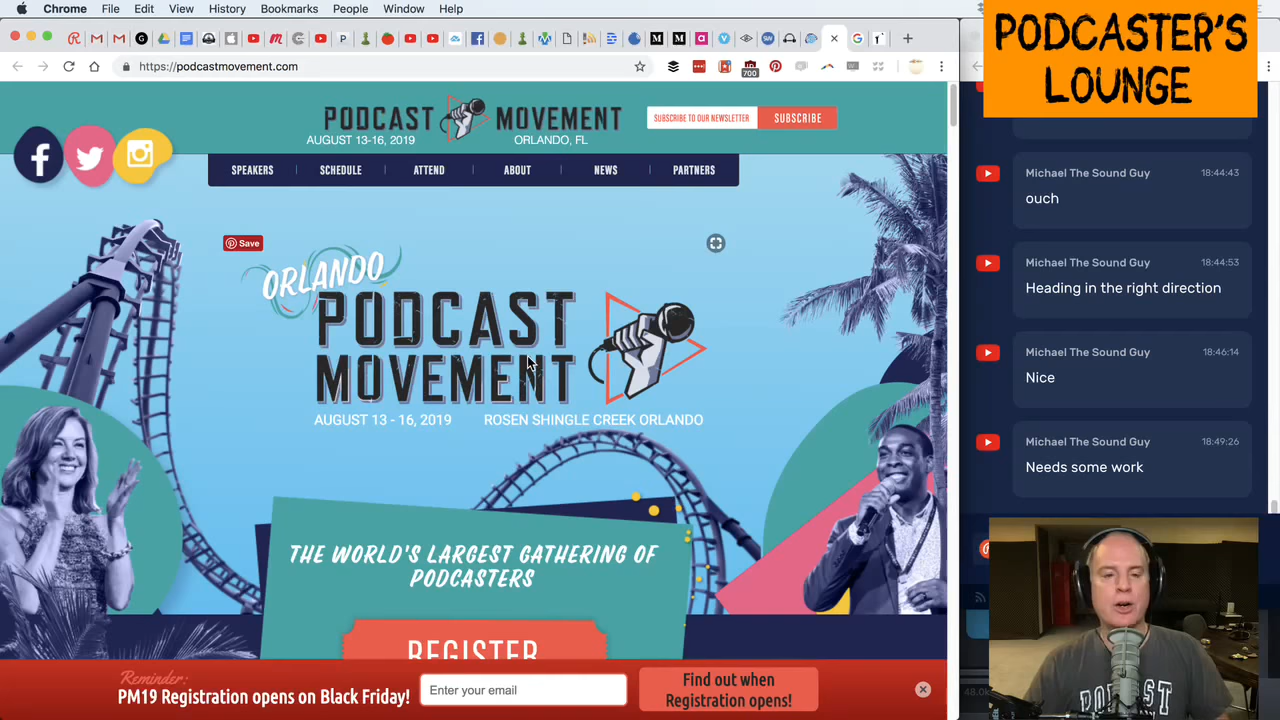 Chrome File Edit View History Bookmarks People Window Help
https://podcastmovement.com
700
PODCASTER'S
LOUNGE
PODCAST MOVEMENT
AUGUST 13-16, 2019 ORLANDO, FL
SUBSCRIBE TO OUR NEWSLETTER SUBSCRIBE
SPEAKERS SCHEDULE ATTEND ABOUT NEWS PARTNERS
Save
ORLANDO
PODCAST
MOVEMENT
AUGUST 13 - 16, 2019 ROSEN SHINGLE CREEK ORLANDO
THE WORLD'S LARGEST GATHERING OF
PODCASTERS
REGISTER
Reminder:
PM19 Registration opens on Black Friday!
Enter your email
Find out when
Registration opens!
Michael The Sound Guy 18:44:43
ouch
Michael The Sound Guy 18:44:53
Heading in the right direction
Michael The Sound Guy 18:46:14
Nice
Michael The Sound Guy 18:49:26
Needs some work
PODCAST